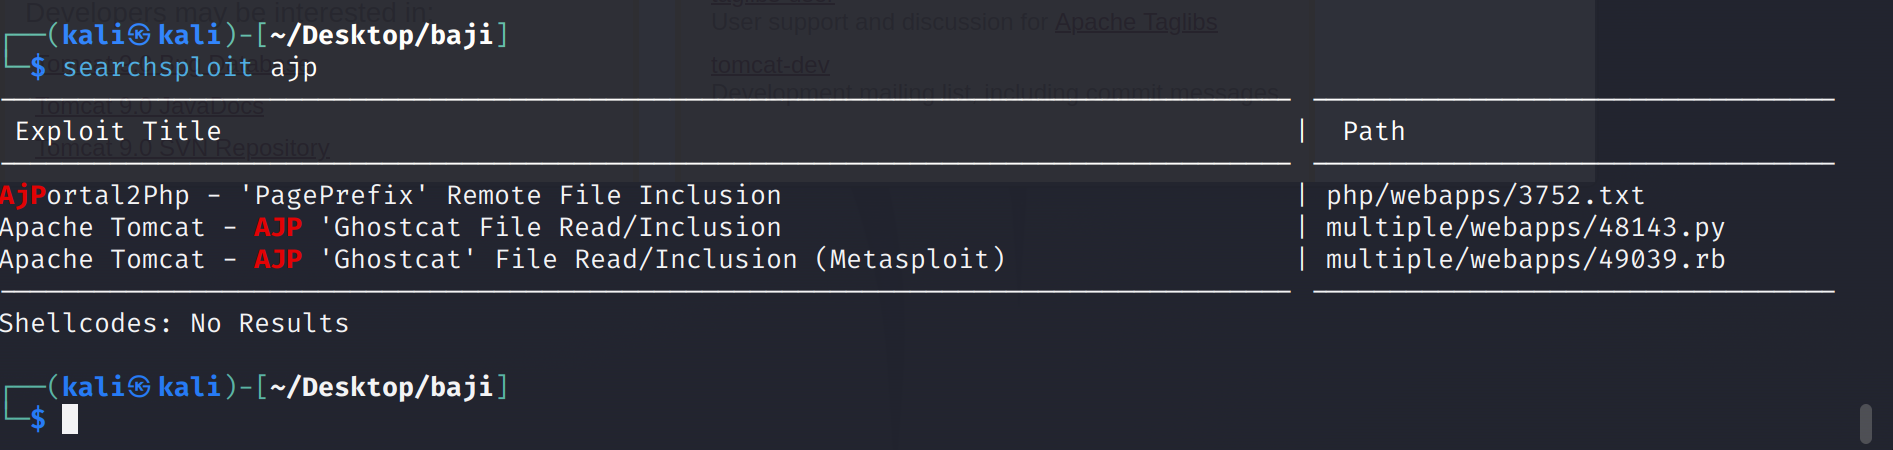 Developers may be interested in:
User support and discussion for Apache Taglibs
┌──(kali㉿kali)-[~/Desktop/baji]
└─$ searchsploit ajp
tomcat-dev
Tomcat 9.0 JavaDocs
Development mailing list, including commit messages
Exploit Title | Path
Tomcat 9.0 SVN Repository
AjPortal2Php - 'PagePrefix' Remote File Inclusion | php/webapps/3752.txt
Apache Tomcat - AJP 'Ghostcat File Read/Inclusion | multiple/webapps/48143.py
Apache Tomcat - AJP 'Ghostcat' File Read/Inclusion (Metasploit) | multiple/webapps/49039.rb
Shellcodes: No Results
┌──(kali㉿kali)-[~/Desktop/baji]
└─$